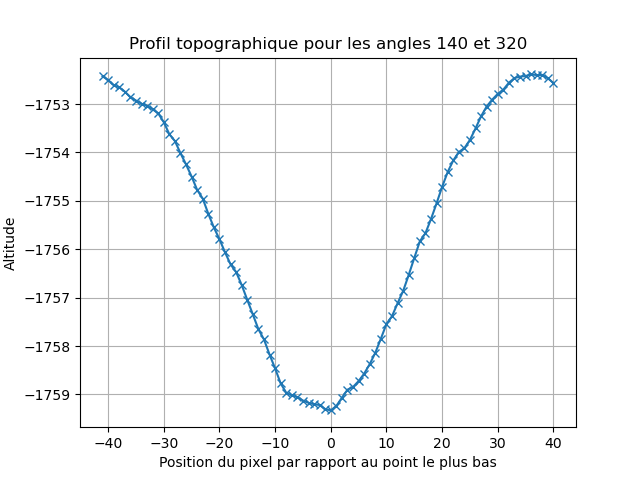 Profil topographique pour les angles 140 et 320
Altitude
−1753
−1754
−1755
−1756
−1757
−1758
−1759
−40 −30 −20 −10 0 10 20 30 40
Position du pixel par rapport au point le plus bas